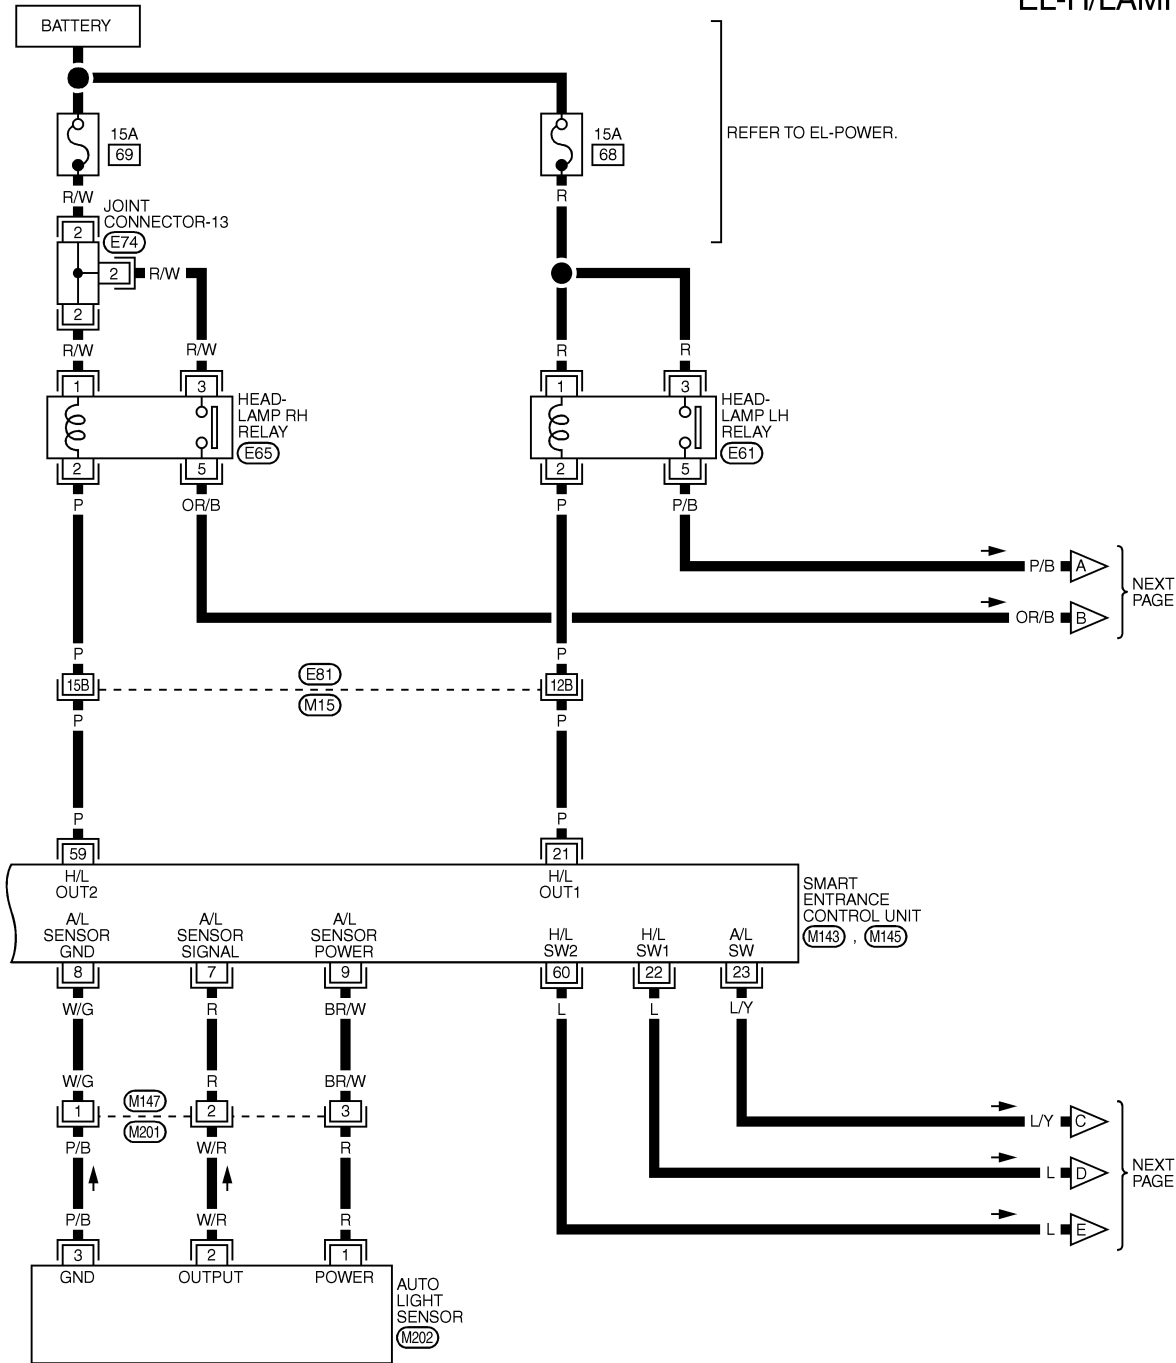 EL-H/LAMP
BATTERY
15A
69
15A
68
REFER TO EL-POWER.
R/W
R
JOINT
CONNECTOR-13
E74
2
2
R/W
2
R/W
R/W
R
R
1
3
HEAD-
LAMP RH
RELAY
E65
1
3
HEAD-
LAMP LH
RELAY
E61
2
5
2
5
P
OR/B
P
P/B
P/B
A
OR/B
B
NEXT
PAGE
P
P
15B
E81
M15
12B
P
P
P
P
59
21
H/L
OUT2
H/L
OUT1
SMART
ENTRANCE
CONTROL UNIT
M143 , M145
A/L
SENSOR
GND
A/L
SENSOR
SIGNAL
A/L
SENSOR
POWER
H/L
SW2
H/L
SW1
A/L
SW
8
7
9
60
22
23
W/G
R
BR/W
L
L
L/Y
W/G
R
BR/W
1
M147
M201
2
3
P/B
W/R
R
L/Y
C
L
D
L
E
NEXT
PAGE
P/B
W/R
R
3
2
1
GND
OUTPUT
POWER
AUTO
LIGHT
SENSOR
M202